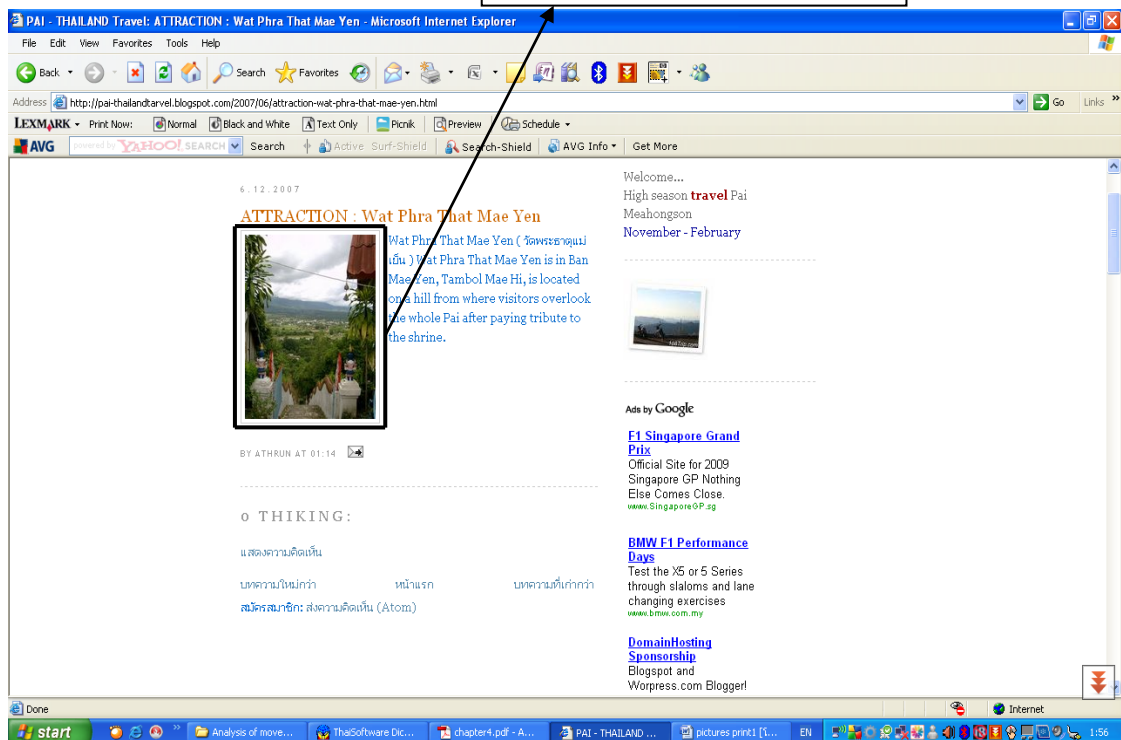 PAI - THAILAND Travel: ATTRACTION : Wat Phra That Mae Yen - Microsoft Internet Explorer
File Edit View Favorites Tools Help
Back Search Favorites
Address http://pai-thailandtarvel.blogspot.com/2007/06/attraction-wat-phra-that-mae-yen.html Go Links »
LEXMARK Print Now: Normal Black and White Text Only Picnik Preview Schedule
AVG powered by YAHOO! SEARCH Search Active Surf-Shield Search-Shield AVG Info Get More
6.12.2007
ATTRACTION : Wat Phra That Mae Yen
Wat Phra That Mae Yen ( วัดพระธาตุแม่
เย็น ) Wat Phra That Mae Yen is in Ban
Mae Yen, Tambol Mae Hi, is located
on a hill from where visitors overlook
the whole Pai after paying tribute to
the shrine.
BY ATHRUN AT 01:14
0 THIKING:
แสดงความคิดเห็น
บทความใหม่กว่า หน้าแรก บทความที่เก่ากว่า
สมัครสมาชิก: ส่งความคิดเห็น (Atom)
Welcome...
High season travel Pai
Meahongson
November - February
Ads by Google
F1 Singapore Grand
Prix
Official Site for 2009
Singapore GP Nothing
Else Comes Close.
www.SingaporeGP.sg
BMW F1 Performance
Days
Test the X5 or 5 Series
through slaloms and lane
changing exercises
www.bmw.com.my
DomainHosting
Sponsorship
Blogspot and
Worpress.com Blogger!
Done Internet
start » Analysis of move... ThaiSoftware Dic... chapter4.pdf - A... PAI - THAILAND ... pictures print1 [โ... EN 1:56